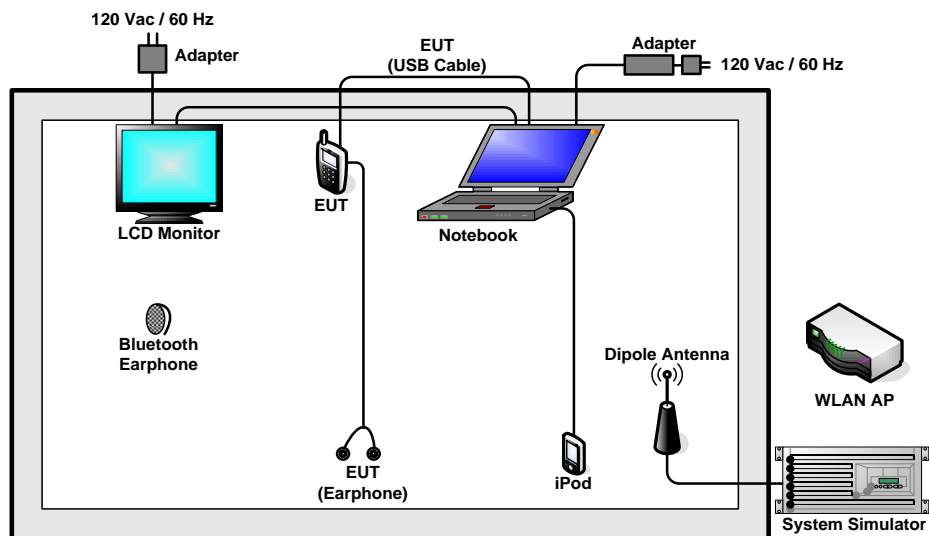 120 Vac / 60 Hz
Adapter
EUT
(USB Cable)
Adapter
120 Vac / 60 Hz
LCD Monitor
EUT
Notebook
Bluetooth
Earphone
Dipole Antenna
WLAN AP
EUT
(Earphone)
iPod
System Simulator